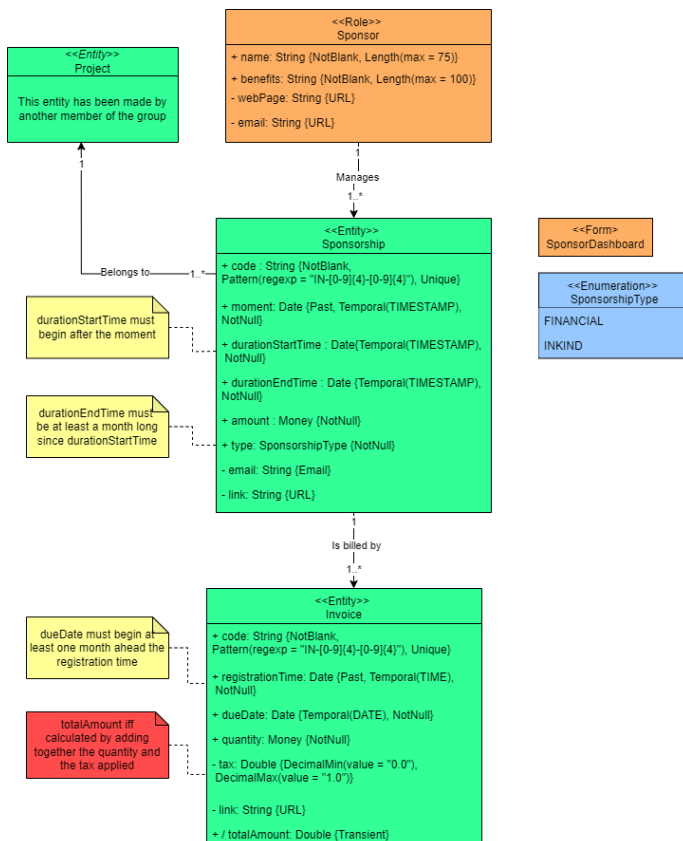 <<Role>>
Sponsor
+ name: String {NotBlank, Length(max = 75)}
+ benefits: String {NotBlank, Length(max = 100)}
- webPage: String {URL}
- email: String {URL}
<<Entity>>
Project
This entity has been made by
another member of the group
1
1
Manages
1..*
Belongs to
1..*
<<Entity>>
Sponsorship
+ code : String {NotBlank,
Pattern(regexp = "IN-[0-9]{4}-[0-9]{4}"), Unique}
+ moment: Date {Past, Temporal(TIMESTAMP),
NotNull}
+ durationStartTime : Date{Temporal(TIMESTAMP),
NotNull}
+ durationEndTime : Date {Temporal(TIMESTAMP),
NotNull}
+ amount : Money {NotNull}
+ type: SponsorshipType {NotNull}
- email: String {Email}
- link: String {URL}
<<Form>>
SponsorDashboard
<<Enumeration>>
SponsorshipType
FINANCIAL
INKIND
durationStartTime must
begin after the moment
durationEndTime must
be at least a month long
since durationStartTime
1
Is billed by
1..*
<<Entity>>
Invoice
+ code: String {NotBlank,
Pattern(regexp = "IN-[0-9]{4}-[0-9]{4}"), Unique}
+ registrationTime: Date {Past, Temporal(TIME),
NotNull}
+ dueDate: Date {Temporal(DATE), NotNull}
+ quantity: Money {NotNull}
- tax: Double {DecimalMin(value = "0.0"),
DecimalMax(value = "1.0")}
- link: String {URL}
+ / totalAmount: Double {Transient}
dueDate must begin at
least one month ahead the
registration time
totalAmount iff
calculated by adding
together the quantity and
the tax applied